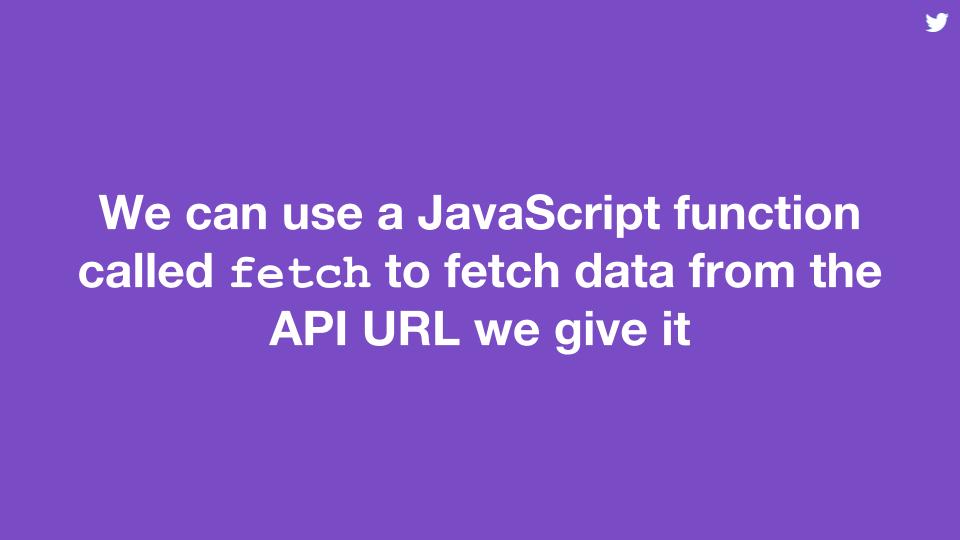 We can use a JavaScript function
called fetch to fetch data from the
API URL we give it